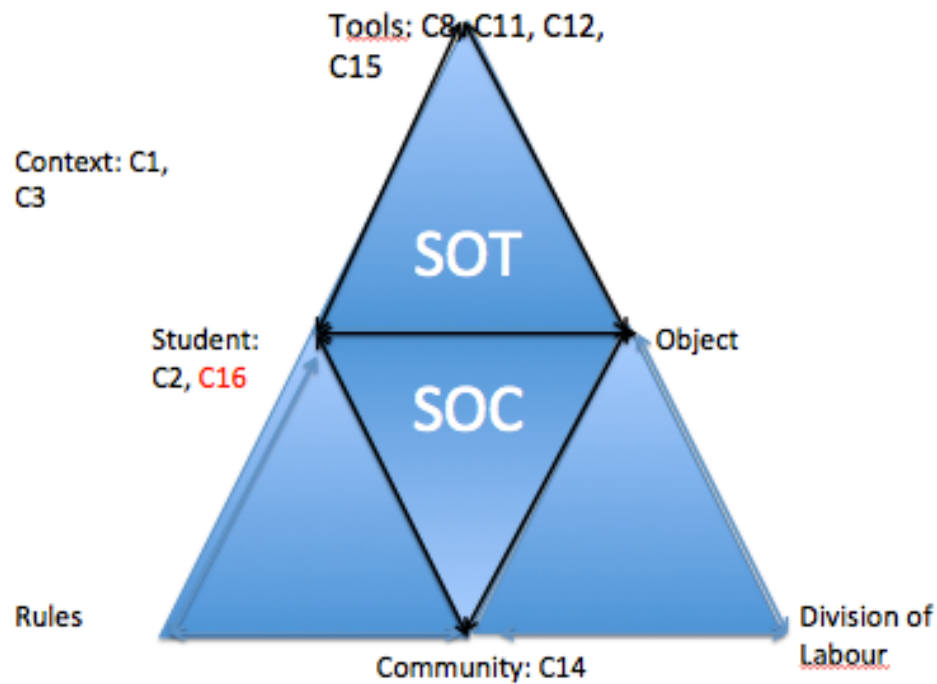 Tools: C8, C11, C12,
C15
Context: C1,
C3
SOT
Student:
C2, C16
Object
SOC
Rules
Division of
Labour
Community: C14